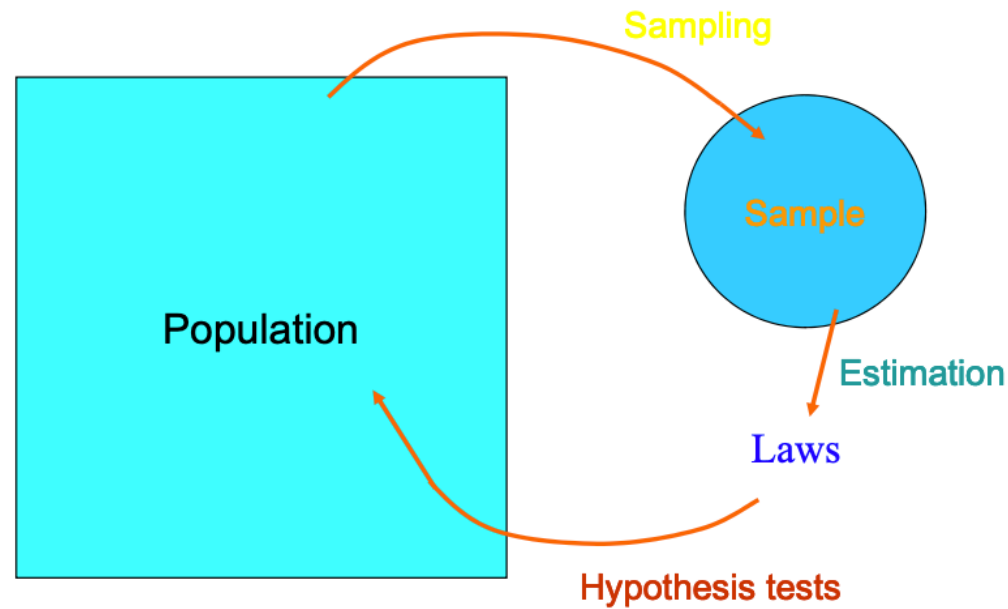 Sampling
Sample
Population
Estimation
Laws
Hypothesis tests